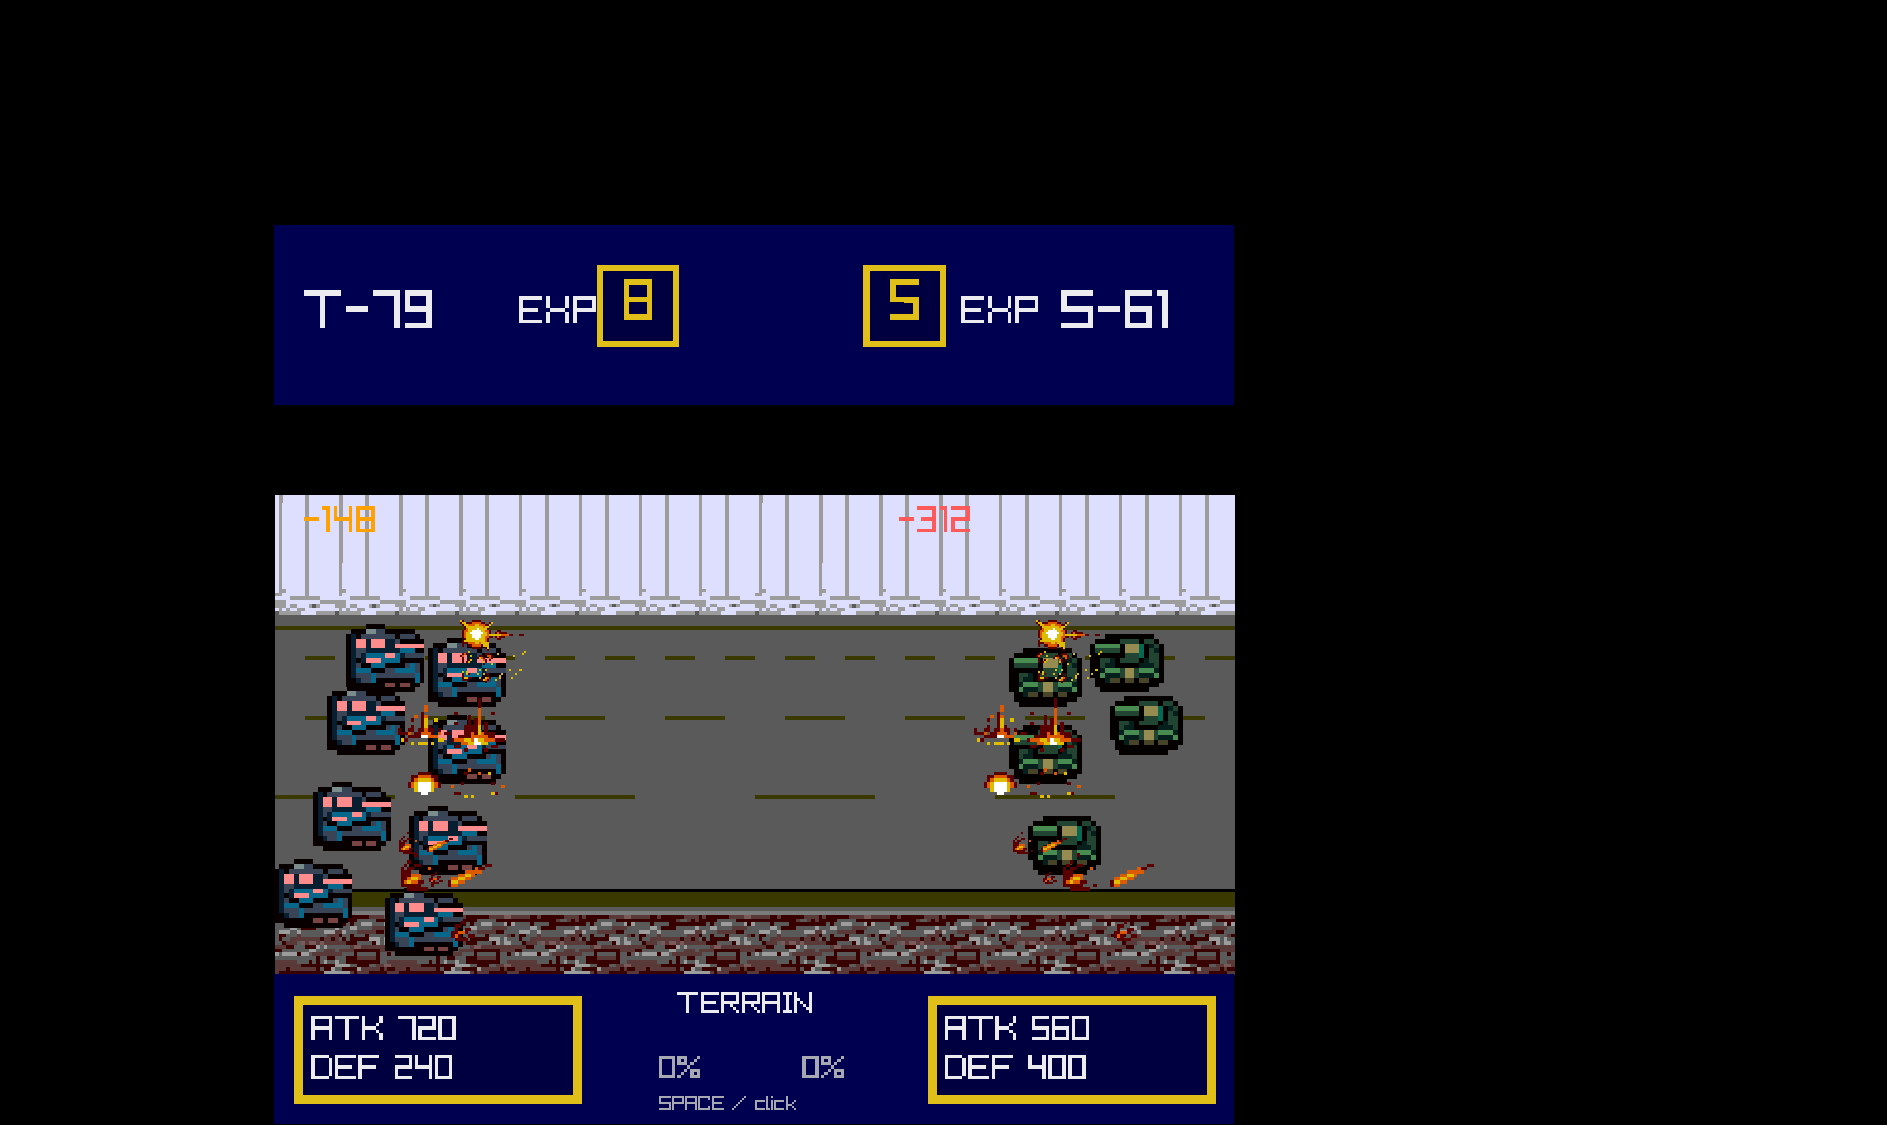 T-79 EXP 8 5 EXP S-61
-148 -312
TERRAIN
ATK 720 ATK 560
DEF 240 0% 0% DEF 400
SPACE / click